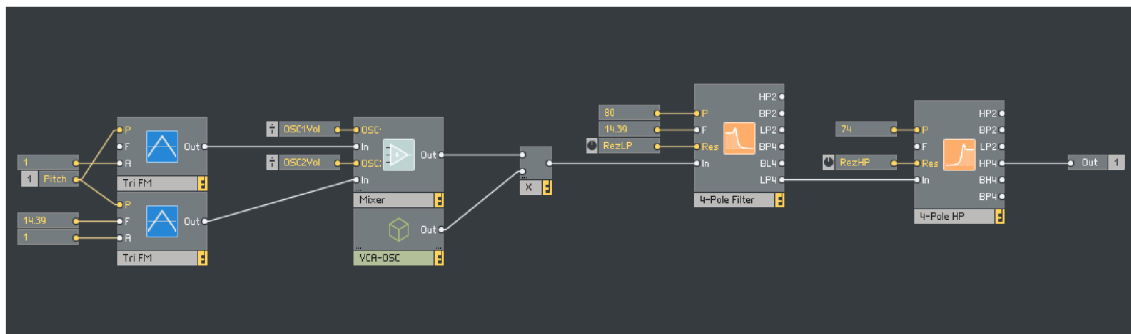 1
1 Pitch
14.39
1
P
F
A
Out
Tri FM
P
F
A
Out
Tri FM
OSC1Vol
OSC2Vol
OSC
In
OSC
In
Out
Mixer
Out
VCA-OSC
X
80
14.39
RezLP
P
F
Res
In
HP2
BP2
LP2
BP4
BL4
LP4
4-Pole Filter
74
RezHP
P
Res
In
HP2
BP2
LP2
HP4
BH4
BP4
4-Pole HP
Out 1